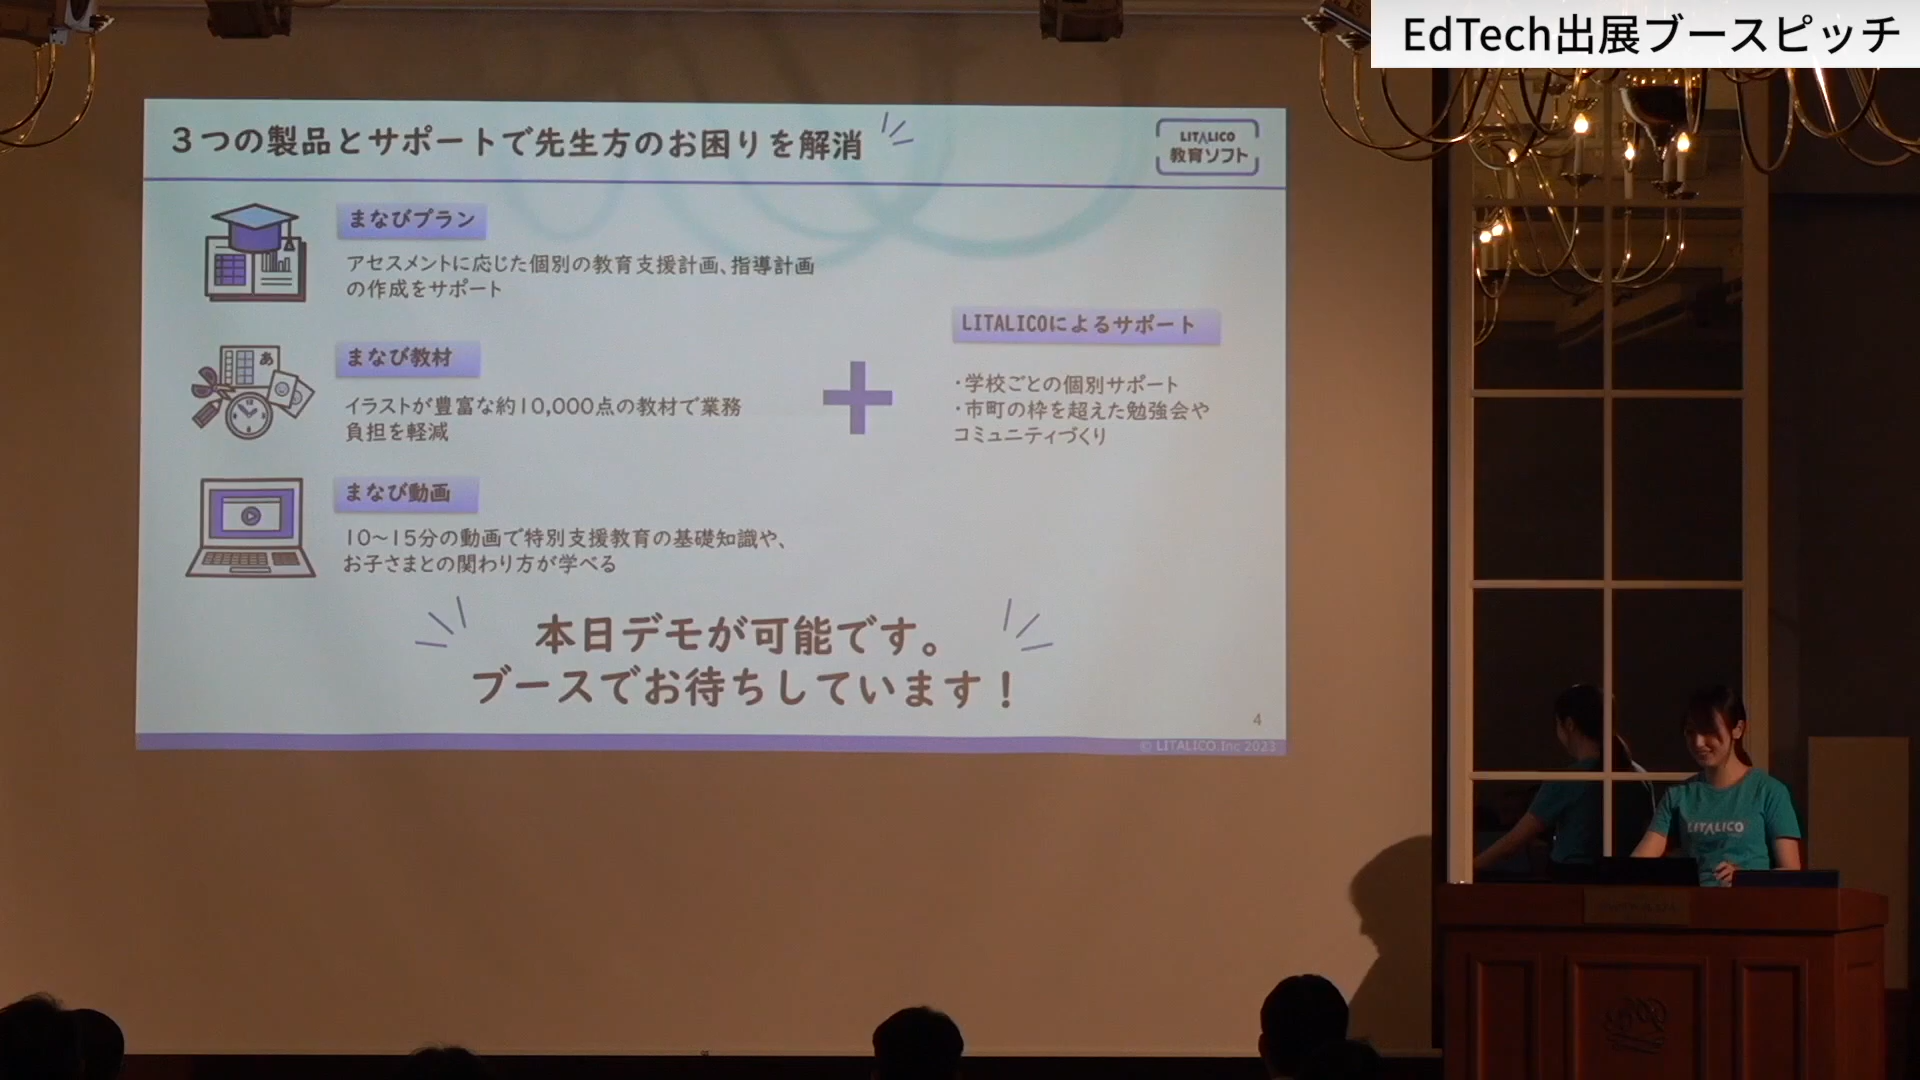 EdTech出展ブースピッチ
3つの製品とサポートで先生方のお困りを解消
LITALICO
教育ソフト
まなびプラン
アセスメントに応じた個別の教育支援計画、指導計画
の作成をサポート
まなび教材
あ
イラストが豊富な約10,000点の教材で業務
負担を軽減
まなび動画
10～15分の動画で特別支援教育の基礎知識や、
お子さまとの関わり方が学べる
LITALICOによるサポート
・学校ごとの個別サポート
・市町の枠を超えた勉強会や
コミュニティづくり
本日デモが可能です。
ブースでお待ちしています！
4
© LITALICO Inc 2023
LITALICO